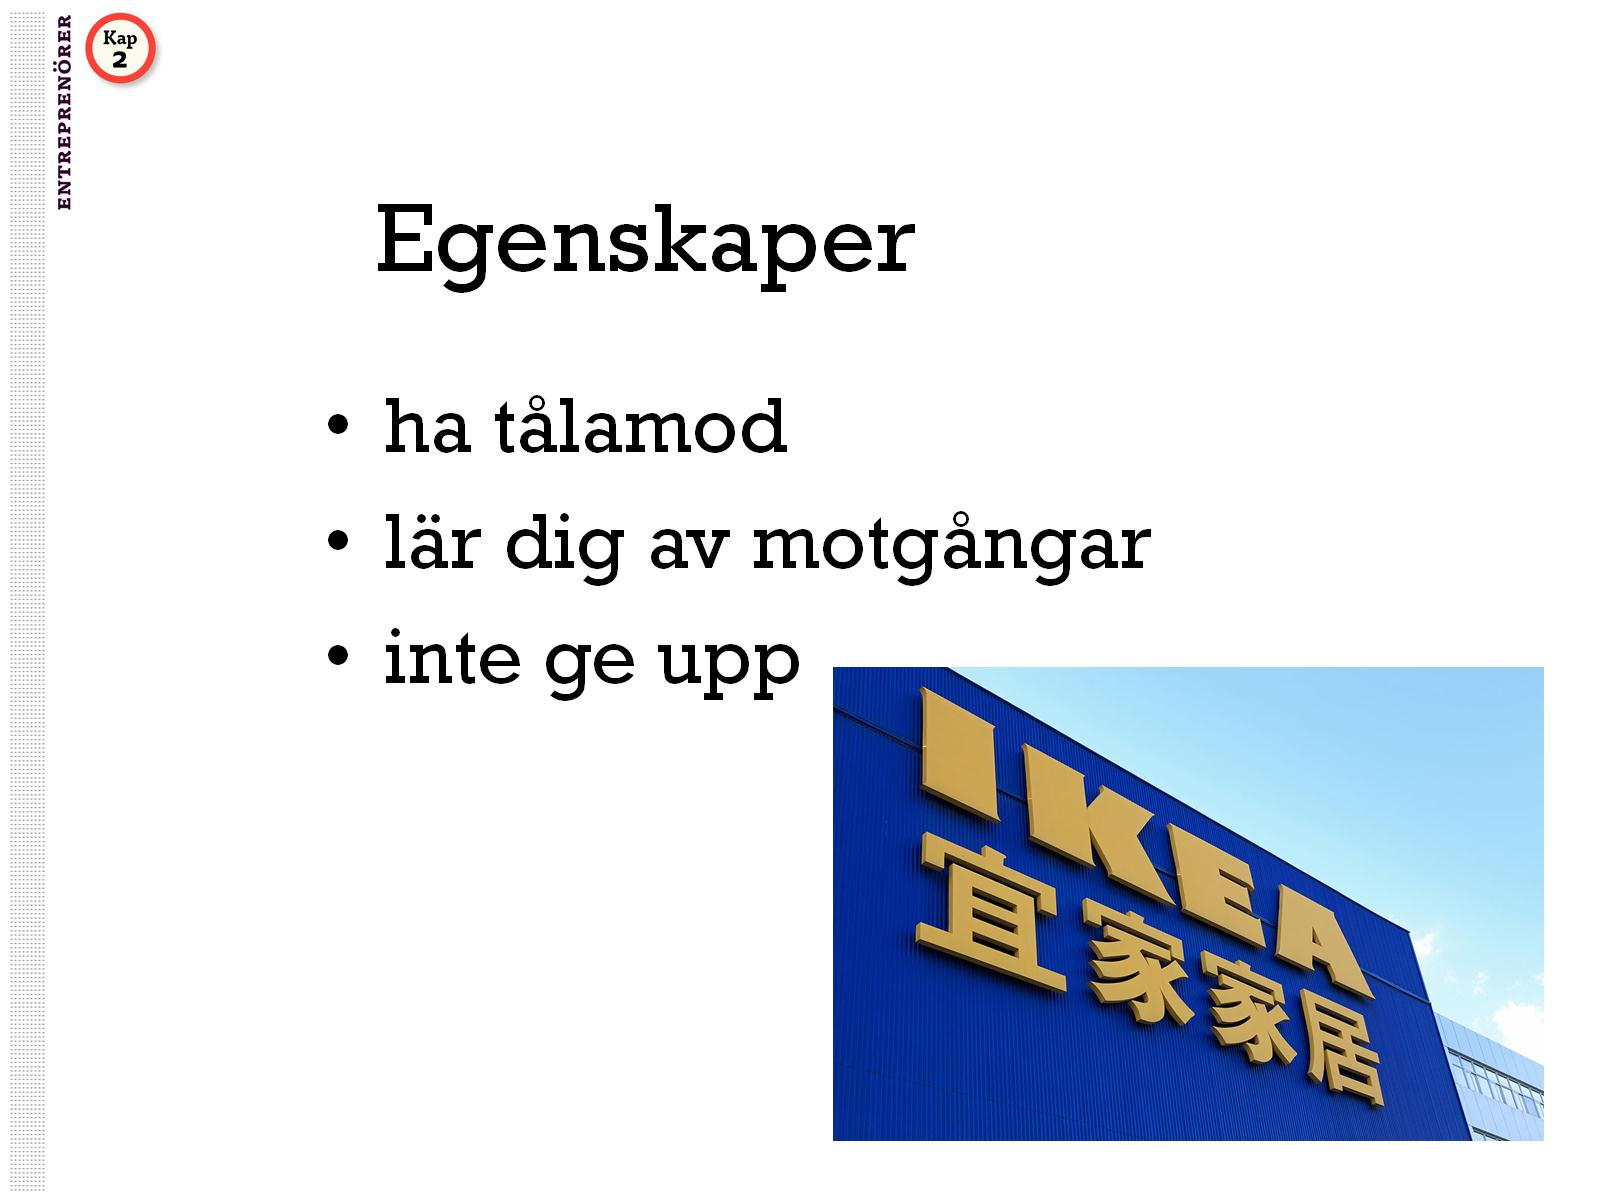 ENTREPRENÖRER
Kap
2
Egenskaper
• ha tålamod
• lär dig av motgångar
• inte ge upp
IKEA
宜家家居